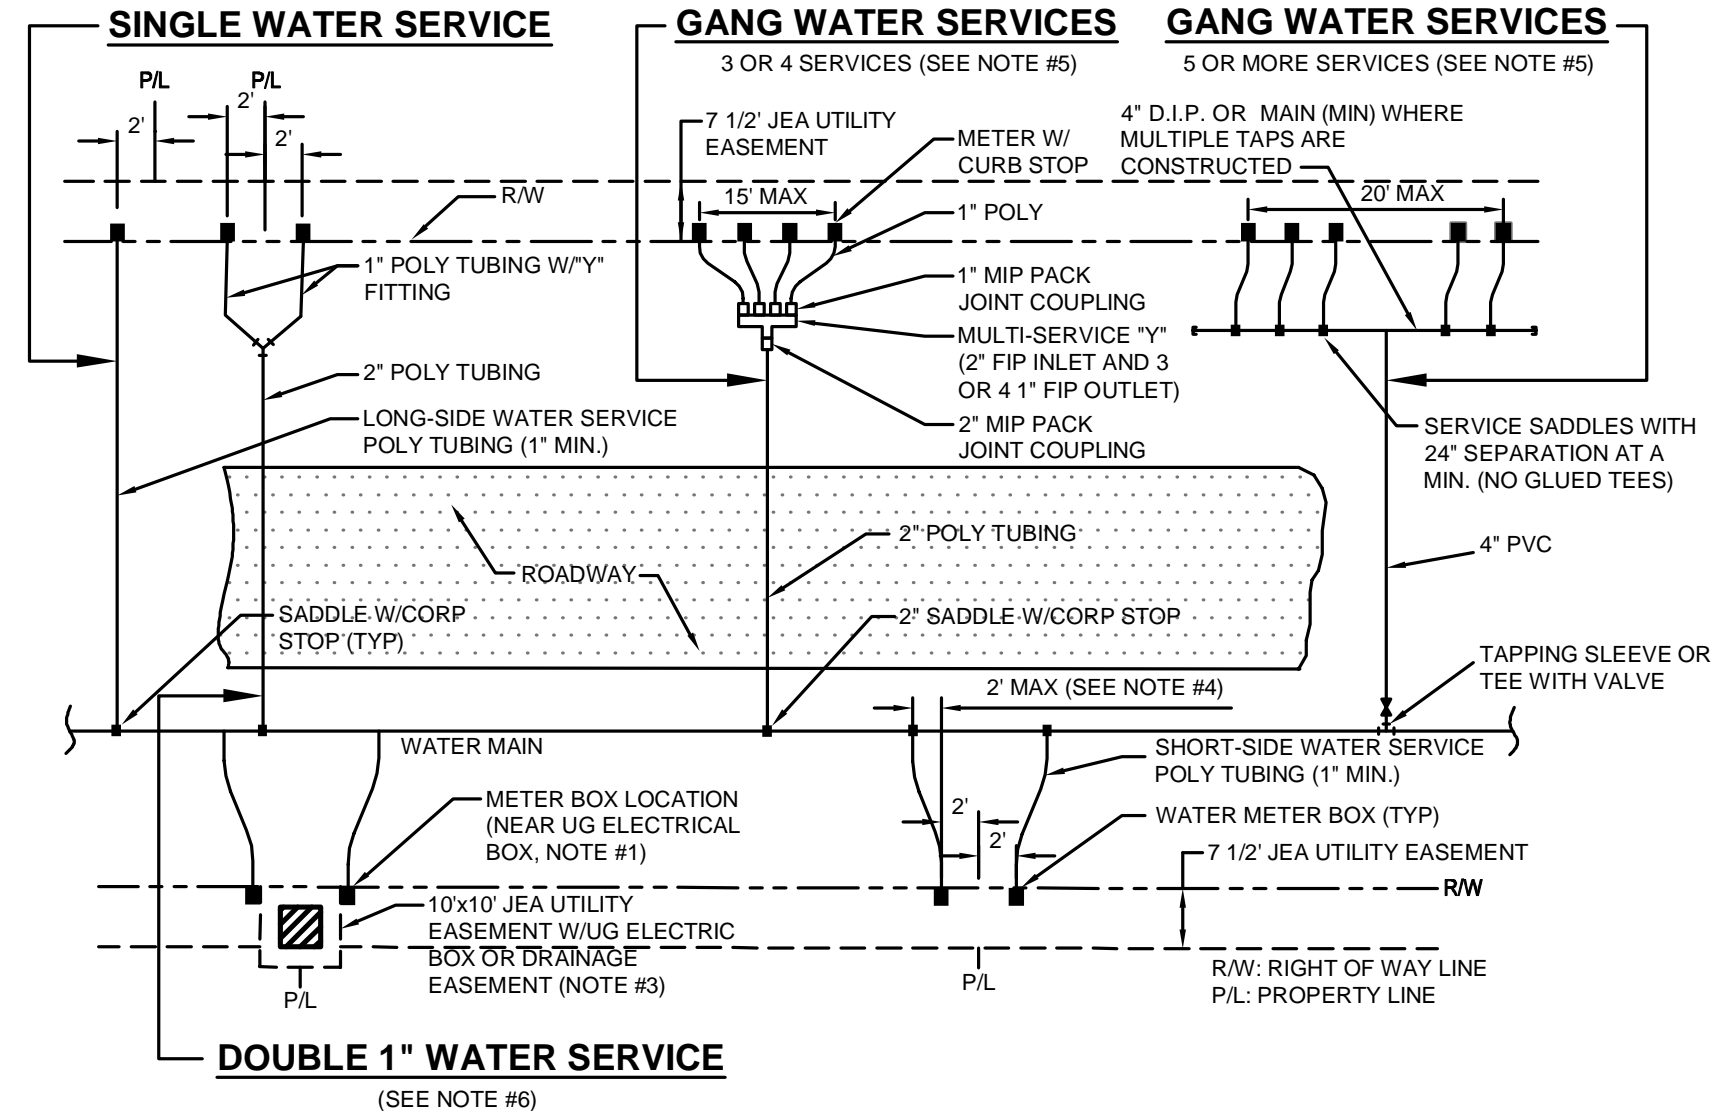 SINGLE WATER SERVICE
GANG WATER SERVICES
3 OR 4 SERVICES (SEE NOTE #5)
GANG WATER SERVICES
5 OR MORE SERVICES (SEE NOTE #5)
P/L
P/L
2'
2'
2'
7 1/2' JEA UTILITY
EASEMENT
METER W/
CURB STOP
4" D.I.P. OR MAIN (MIN) WHERE
MULTIPLE TAPS ARE
CONSTRUCTED
R/W
15' MAX
20' MAX
1" POLY
1" POLY TUBING W/"Y"
FITTING
1" MIP PACK
JOINT COUPLING
MULTI-SERVICE "Y"
(2" FIP INLET AND 3
OR 4 1" FIP OUTLET)
2" POLY TUBING
LONG-SIDE WATER SERVICE
POLY TUBING (1" MIN.)
2" MIP PACK
JOINT COUPLING
SERVICE SADDLES WITH
24" SEPARATION AT A
MIN. (NO GLUED TEES)
2" POLY TUBING
4" PVC
ROADWAY
SADDLE W/CORP
STOP (TYP)
2" SADDLE W/CORP STOP
TAPPING SLEEVE OR
TEE WITH VALVE
2' MAX (SEE NOTE #4)
WATER MAIN
SHORT-SIDE WATER SERVICE
POLY TUBING (1" MIN.)
METER BOX LOCATION
(NEAR UG ELECTRICAL
BOX, NOTE #1)
2'
2'
WATER METER BOX (TYP)
7 1/2' JEA UTILITY EASEMENT
R/W
10'x10' JEA UTILITY
EASEMENT W/UG ELECTRIC
BOX OR DRAINAGE
EASEMENT (NOTE #3)
P/L
P/L
R/W: RIGHT OF WAY LINE
P/L: PROPERTY LINE
DOUBLE 1" WATER SERVICE
(SEE NOTE #6)